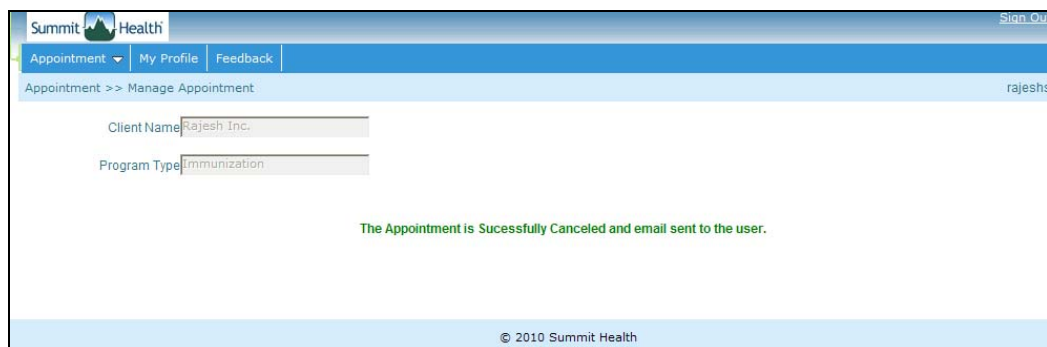 Summit Health
Sign Ou
Appointment My Profile Feedback
Appointment >> Manage Appointment rajeshs
Client Name Rajesh Inc.
Program Type Immunization
The Appointment is Sucessfully Canceled and email sent to the user.
© 2010 Summit Health